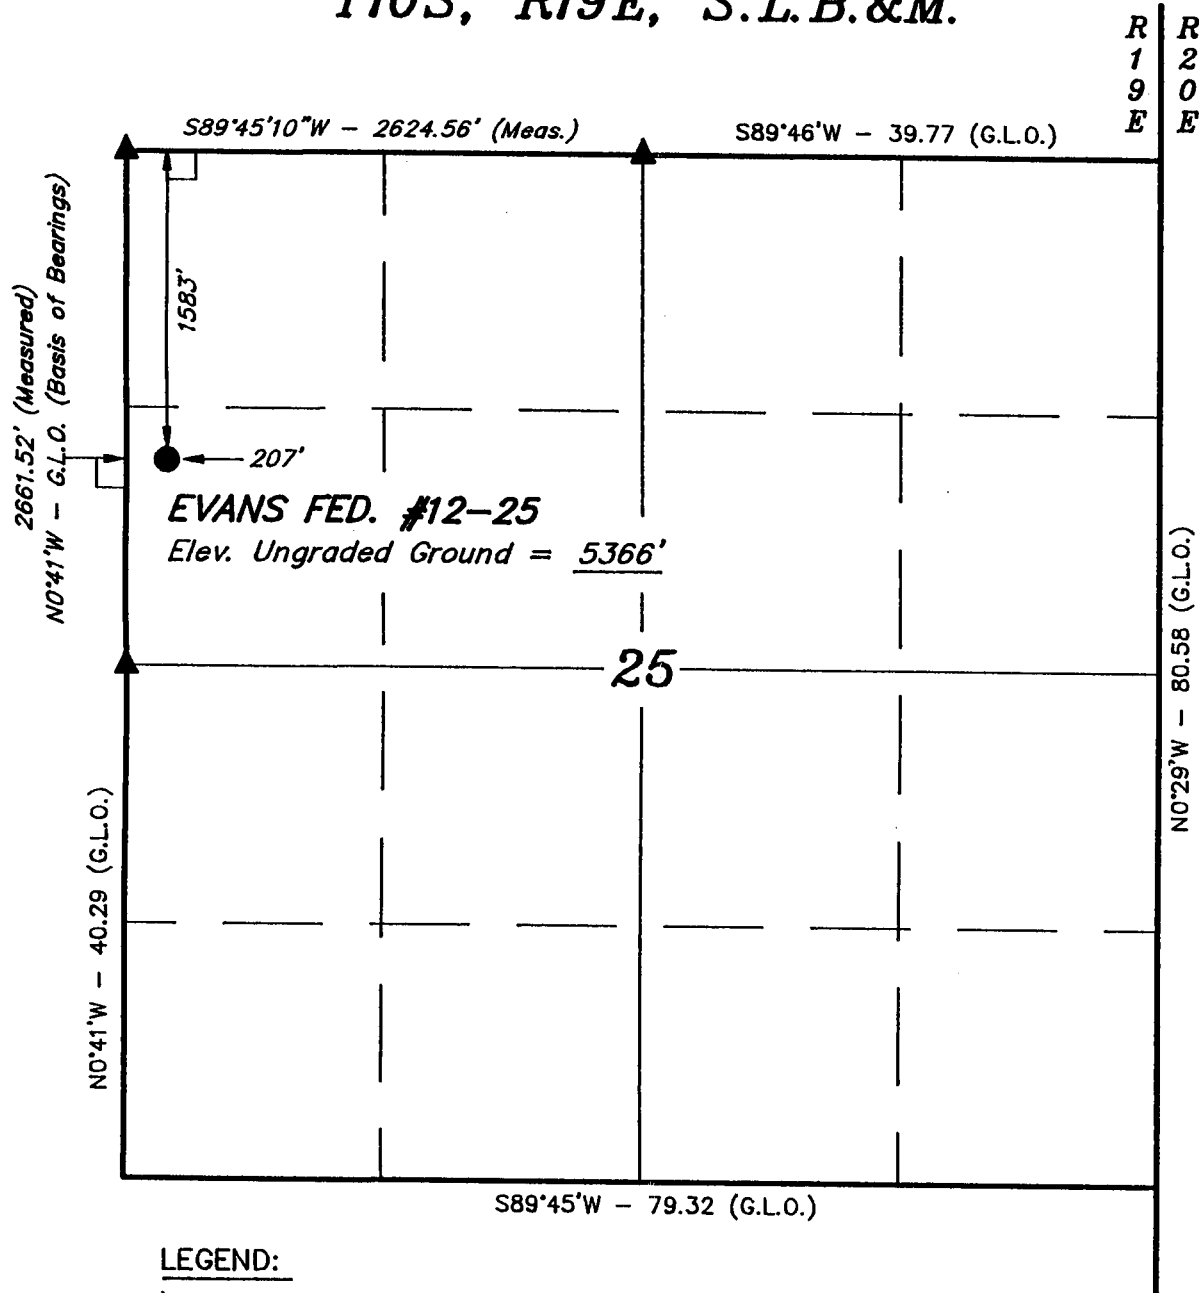 T10S, R19E, S.L.B.&M.
R R
1 2
9 0
E E
S89°45'10"W – 2624.56' (Meas.)
S89°46'W – 39.77 (G.L.O.)
2661.52' (Measured)
N0°41'W – G.L.O. (Basis of Bearings)
1583'
207'
EVANS FED. #12–25
Elev. Ungraded Ground = 5366'
25
N0°29'W – 80.58 (G.L.O.)
N0°41'W – 40.29 (G.L.O.)
S89°45'W – 79.32 (G.L.O.)
LEGEND: